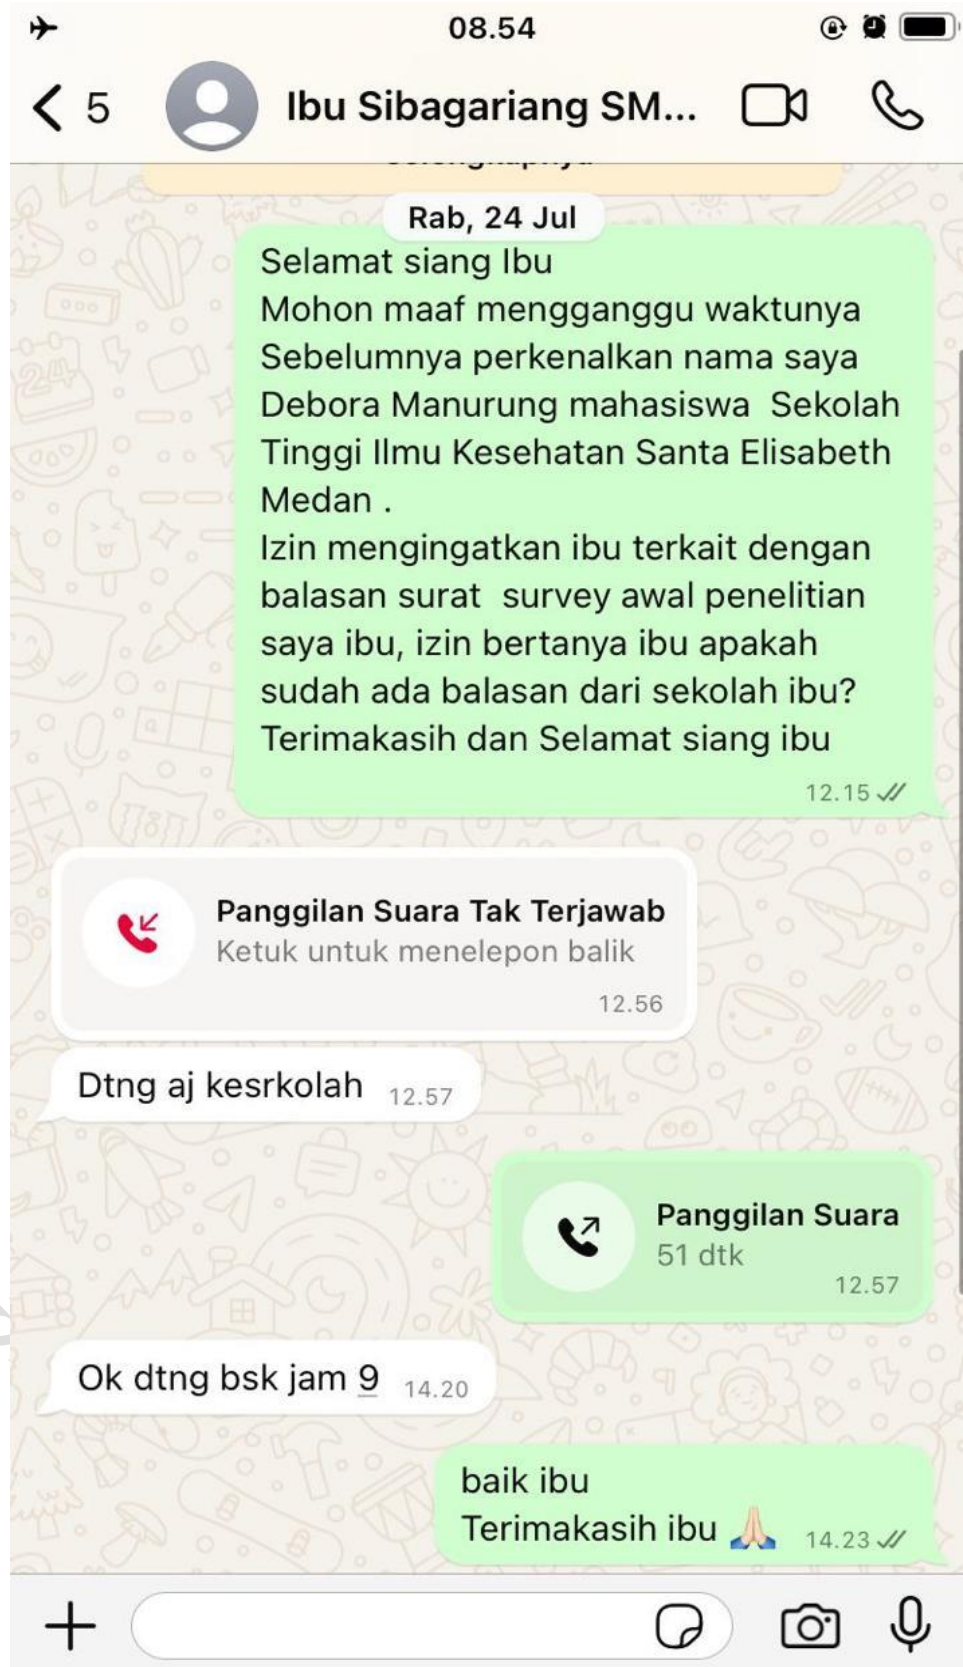 08.54
5
Ibu Sibagariang SM...
Rab, 24 Jul
Selamat siang Ibu
Mohon maaf mengganggu waktunya
Sebelumnya perkenalkan nama saya
Debora Manurung mahasiswa  Sekolah
Tinggi Ilmu Kesehatan Santa Elisabeth
Medan .
Izin mengingatkan ibu terkait dengan
balasan surat  survey awal penelitian
saya ibu, izin bertanya ibu apakah
sudah ada balasan dari sekolah ibu?
Terimakasih dan Selamat siang ibu
12.15
Panggilan Suara Tak Terjawab
Ketuk untuk menelepon balik
12.56
Dtng aj kesrkolah 12.57
Panggilan Suara
51 dtk
12.57
Ok dtng bsk jam 9 14.20
baik ibu
Terimakasih ibu 🙏🏻 14.23